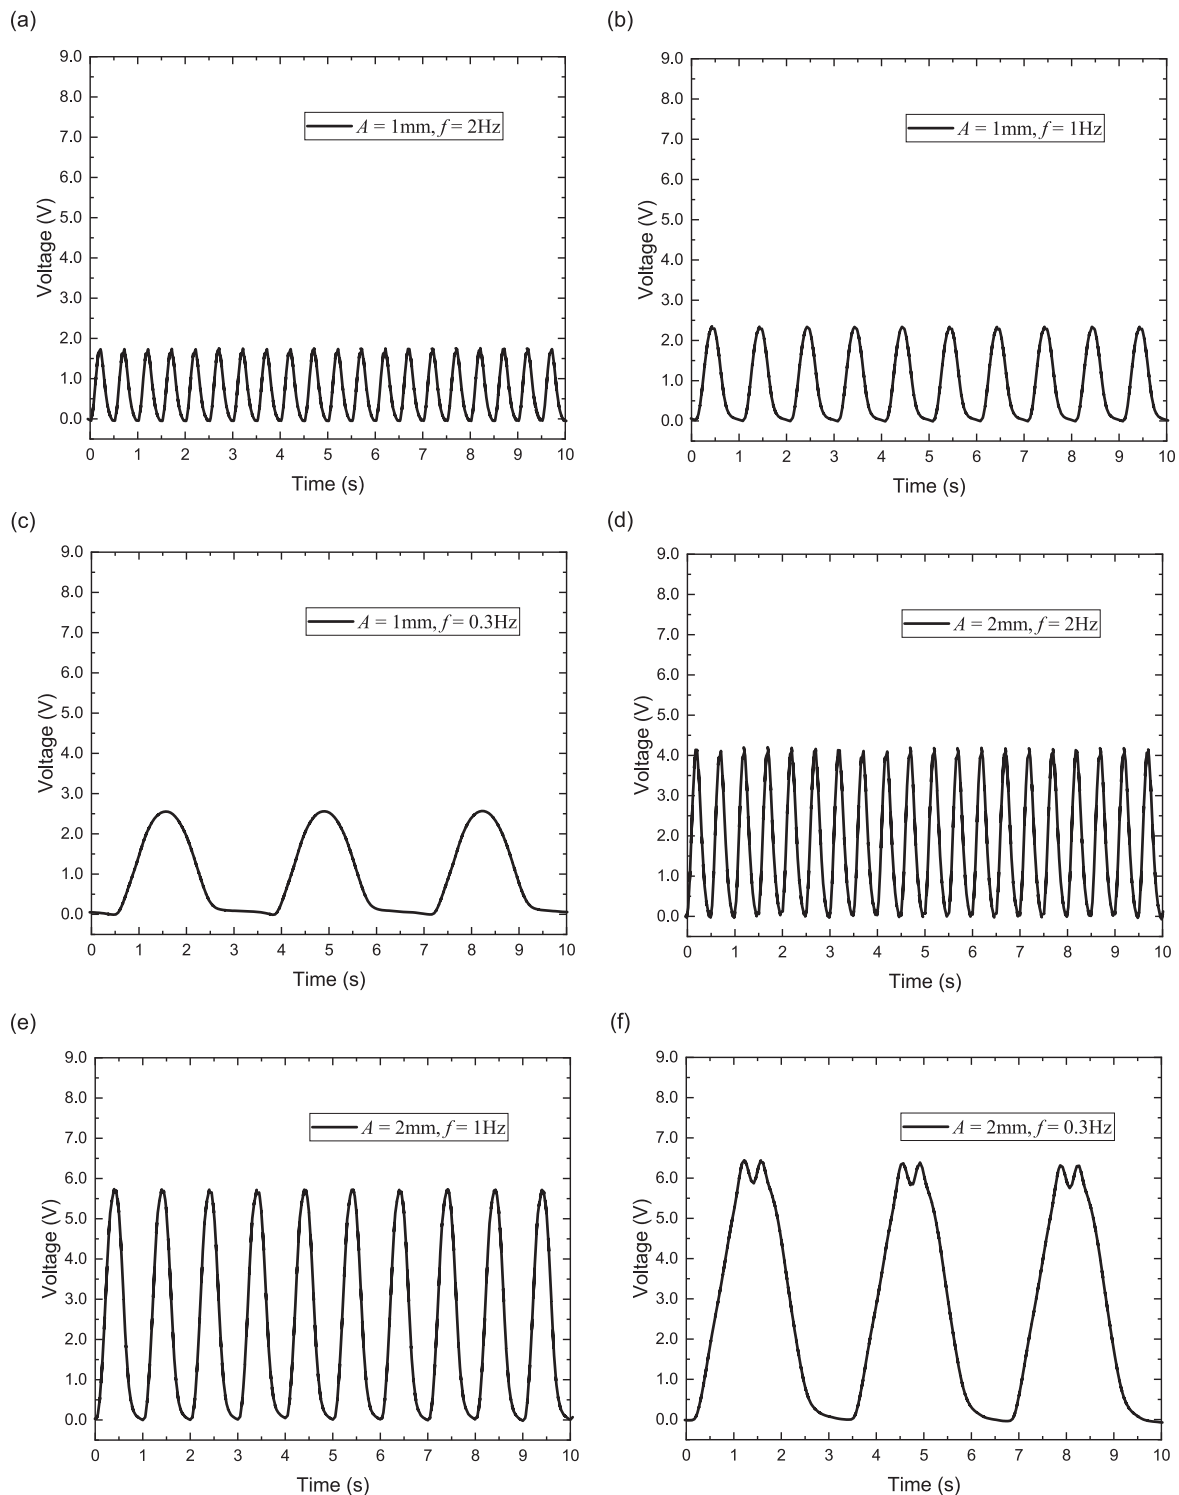 (a)
9.0
8.0
7.0
6.0
5.0
4.0
3.0
2.0
1.0
0.0
Voltage (V)
A = 1mm, f = 2Hz
0 1 2 3 4 5 6 7 8 9 10
Time (s)
(b)
9.0
8.0
7.0
6.0
5.0
4.0
3.0
2.0
1.0
0.0
Voltage (V)
A = 1mm, f = 1Hz
0 1 2 3 4 5 6 7 8 9 10
Time (s)
(c)
9.0
8.0
7.0
6.0
5.0
4.0
3.0
2.0
1.0
0.0
Voltage (V)
A = 1mm, f = 0.3Hz
0 1 2 3 4 5 6 7 8 9 10
Time (s)
(d)
9.0
8.0
7.0
6.0
5.0
4.0
3.0
2.0
1.0
0.0
Voltage (V)
A = 2mm, f = 2Hz
0 1 2 3 4 5 6 7 8 9 10
Time (s)
(e)
9.0
8.0
7.0
6.0
5.0
4.0
3.0
2.0
1.0
0.0
Voltage (V)
A = 2mm, f = 1Hz
0 1 2 3 4 5 6 7 8 9 10
Time (s)
(f)
9.0
8.0
7.0
6.0
5.0
4.0
3.0
2.0
1.0
0.0
Voltage (V)
A = 2mm, f = 0.3Hz
0 1 2 3 4 5 6 7 8 9 10
Time (s)